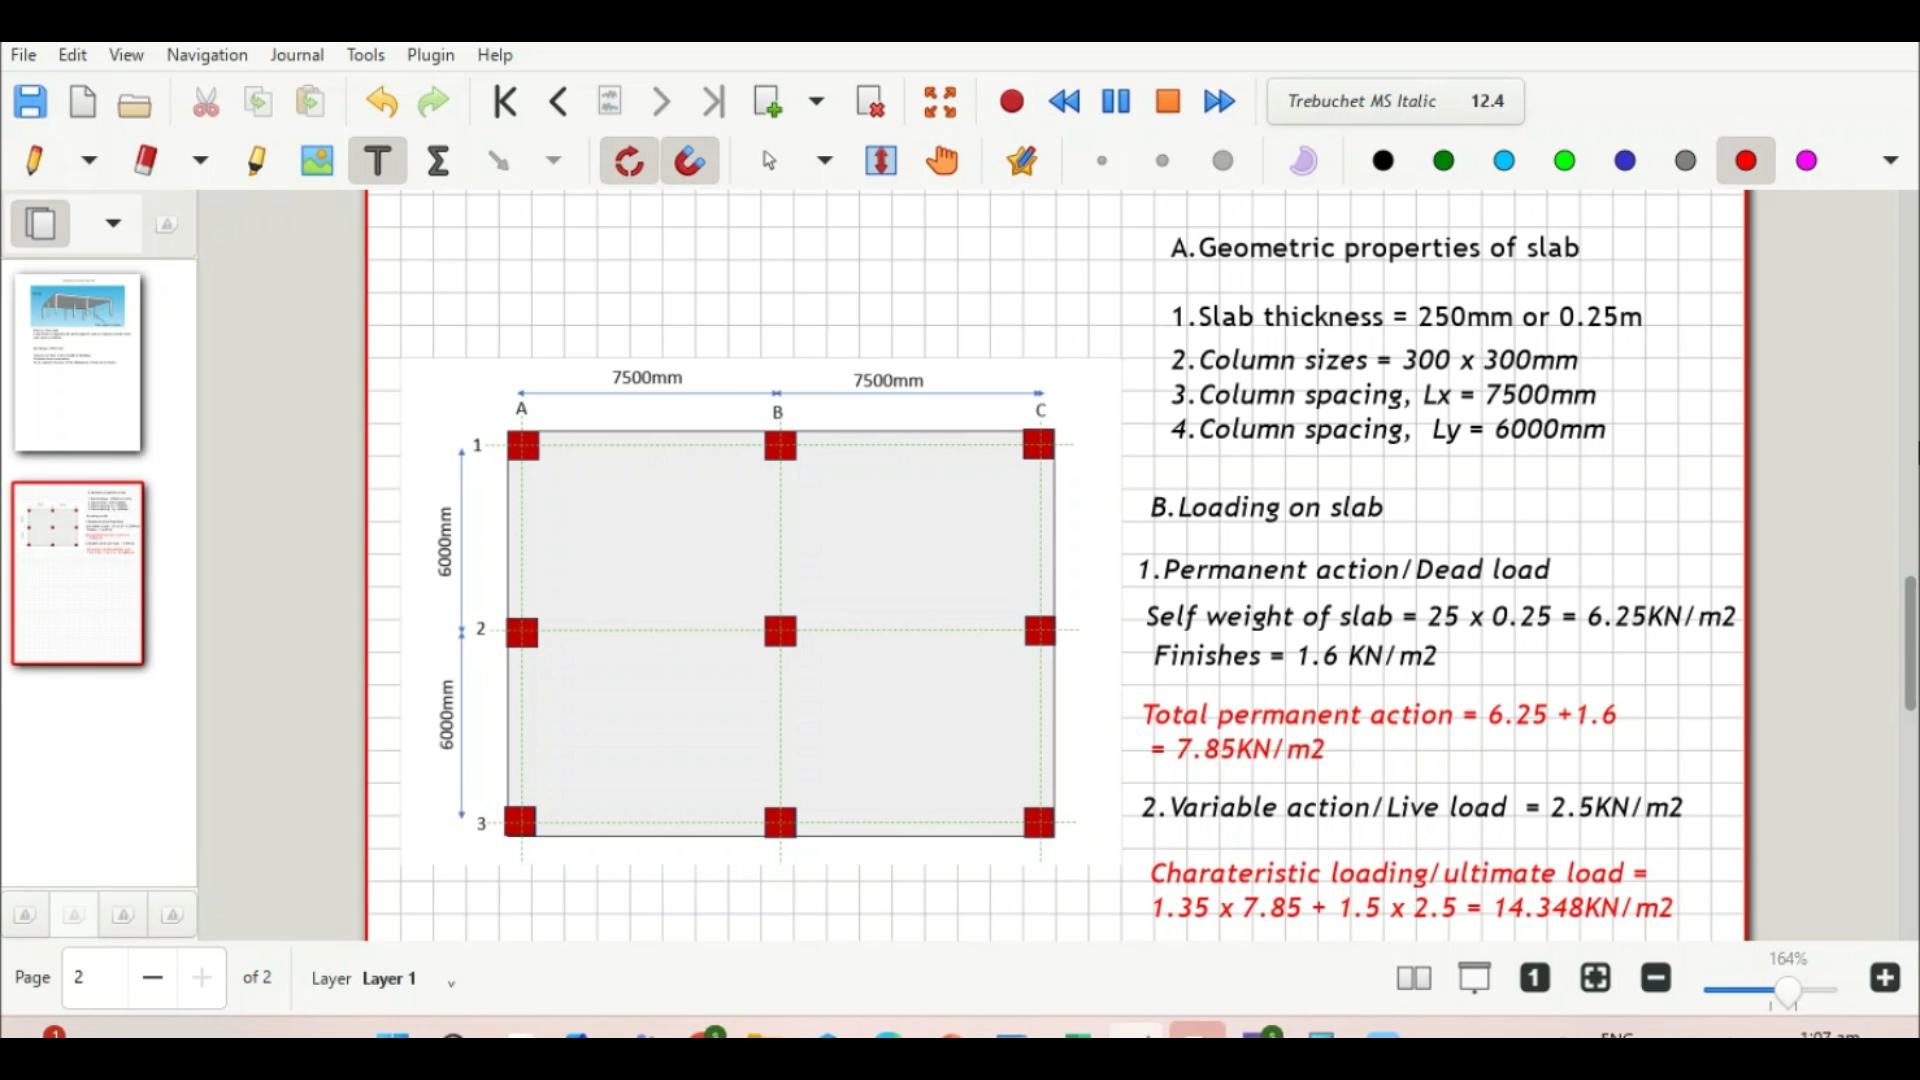 File Edit View Navigation Journal Tools Plugin Help
Trebuchet MS Italic 12.4
A.Geometric properties of slab
1.Slab thickness = 250mm or 0.25m
2.Column sizes = 300 x 300mm
3.Column spacing, Lx = 7500mm
4.Column spacing, Ly = 6000mm
7500mm 7500mm
A B C
1
6000mm
2
6000mm
3
B.Loading on slab
1.Permanent action/Dead load
Self weight of slab = 25 x 0.25 = 6.25KN/m2
Finishes = 1.6 KN/m2
Total permanent action = 6.25 +1.6
= 7.85KN/m2
2.Variable action/Live load = 2.5KN/m2
Charateristic loading/ultimate load =
1.35 x 7.85 + 1.5 x 2.5 = 14.348KN/m2
Page 2 of 2 Layer Layer 1
164%